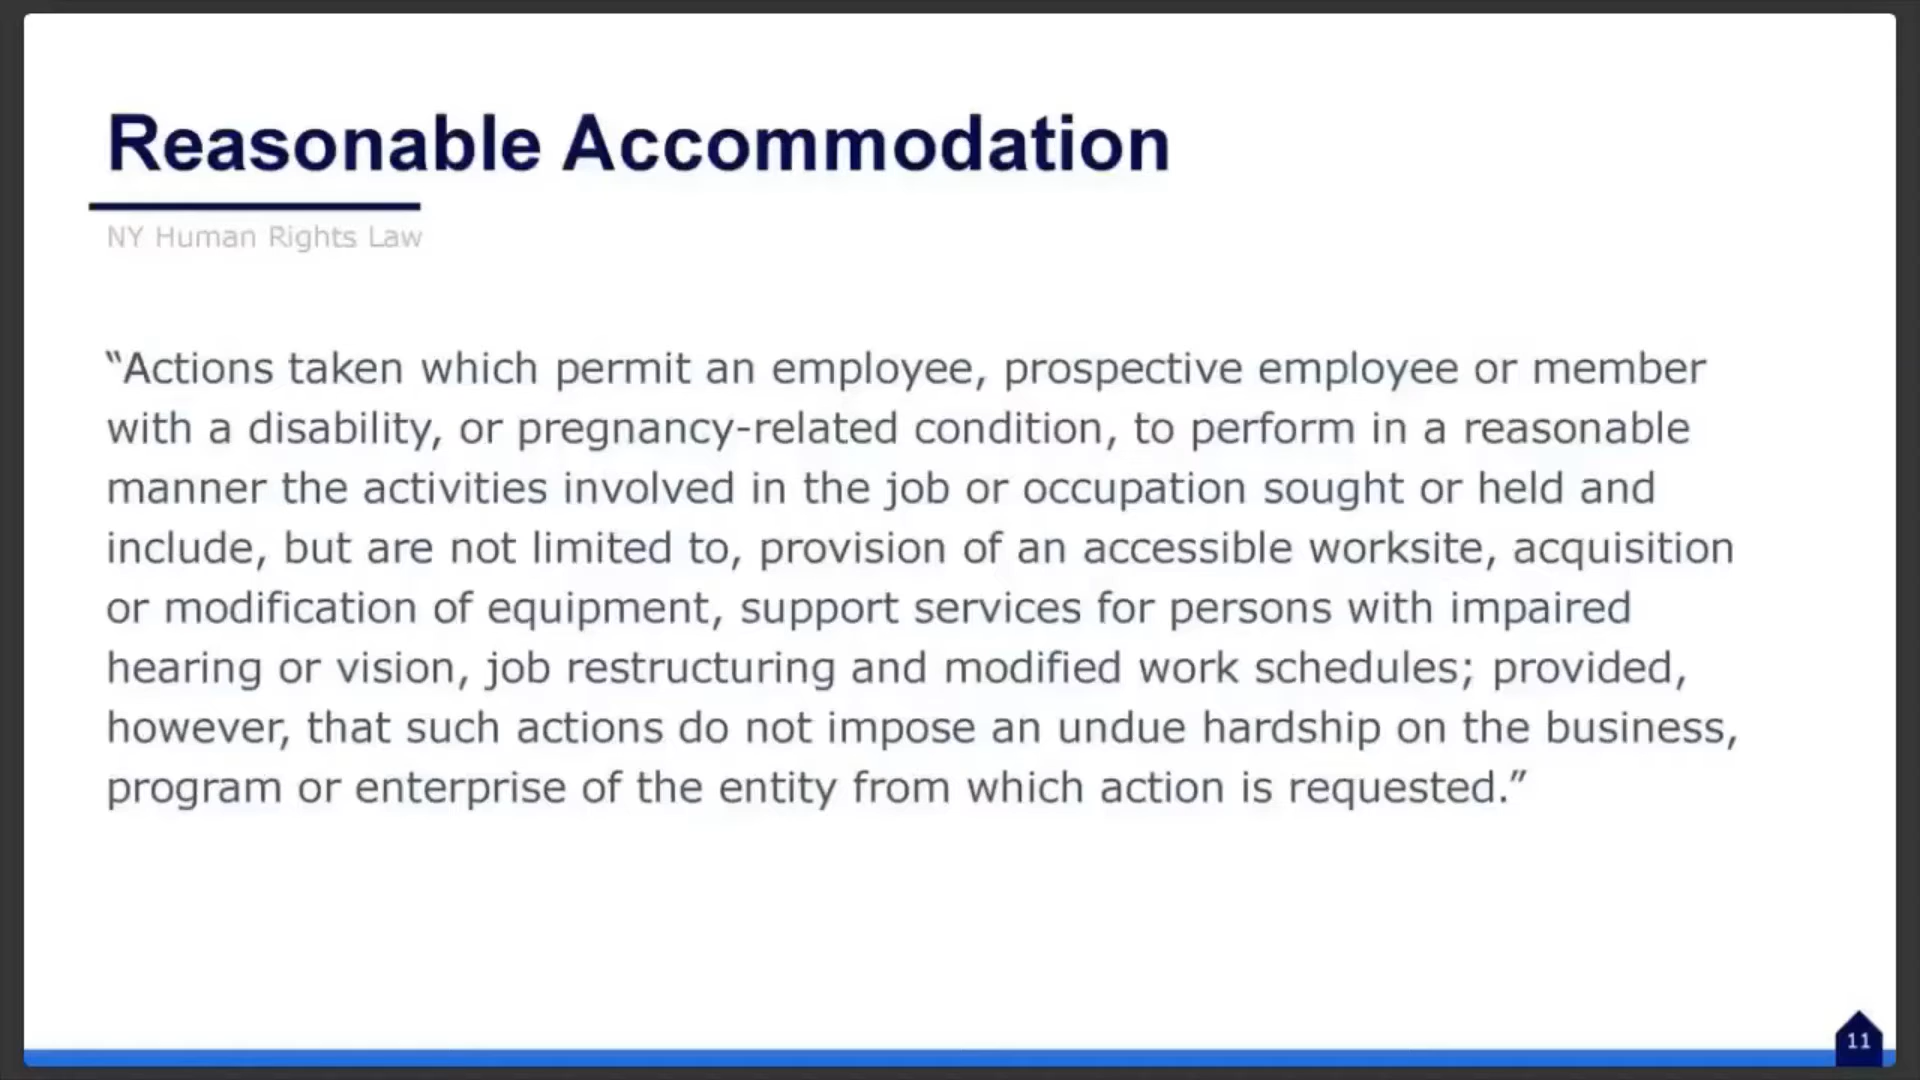 Reasonable Accommodation
NY Human Rights Law
“Actions taken which permit an employee, prospective employee or member
with a disability, or pregnancy-related condition, to perform in a reasonable
manner the activities involved in the job or occupation sought or held and
include, but are not limited to, provision of an accessible worksite, acquisition
or modification of equipment, support services for persons with impaired
hearing or vision, job restructuring and modified work schedules; provided,
however, that such actions do not impose an undue hardship on the business,
program or enterprise of the entity from which action is requested.”
11